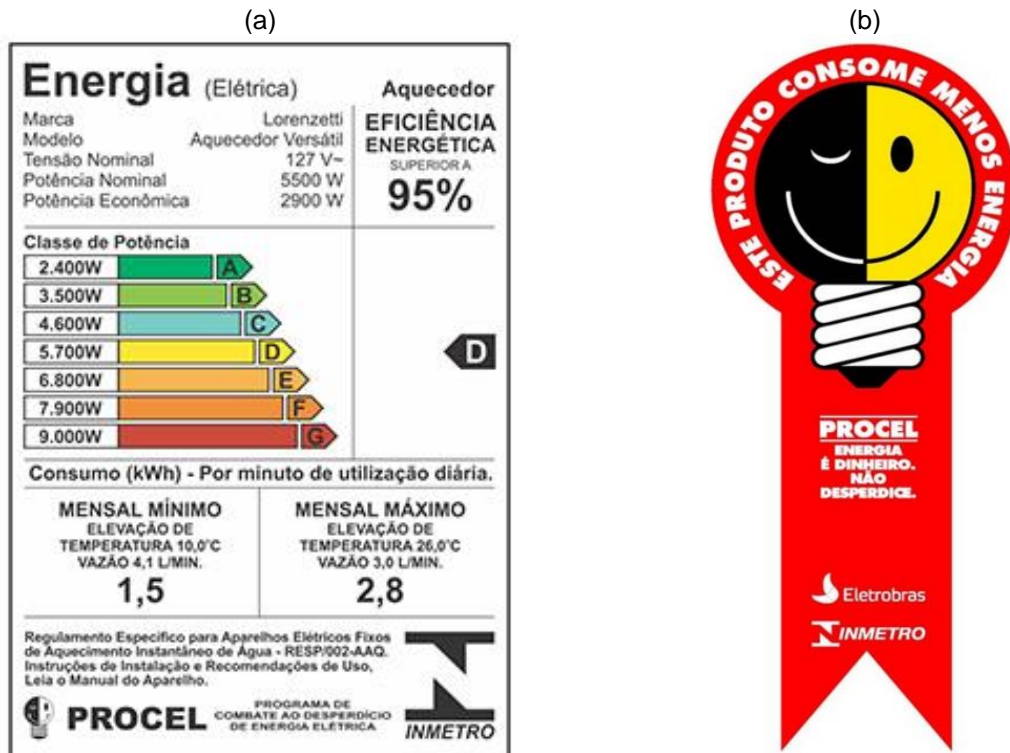 (a)
Energia (Elétrica) Aquecedor
Marca Lorenzetti
Modelo Aquecedor Versátil
Tensão Nominal 127 V~
Potência Nominal 5500 W
Potência Econômica 2900 W
EFICIÊNCIA
ENERGÉTICA
SUPERIOR A
95%
Classe de Potência
2.400W A
3.500W B
4.600W C
5.700W D
D
6.800W E
7.900W F
9.000W G
Consumo (kWh) - Por minuto de utilização diária.
MENSAL MÍNIMO
ELEVAÇÃO DE
TEMPERATURA 10,0°C
VAZÃO 4,1 L/MIN.
1,5
MENSAL MÁXIMO
ELEVAÇÃO DE
TEMPERATURA 26,0°C
VAZÃO 3,0 L/MIN.
2,8
Regulamento Especifico para Aparelhos Elétricos Fixos
de Aquecimento Instantâneo de Água - RESP/002-AAQ.
Instruções de Instalação e Recomendações de Uso,
Leia o Manual do Aparelho.
PROCEL
PROGRAMA DE
COMBATE AO DESPERDÍCIO
DE ENERGIA ELÉTRICA
INMETRO
(b)
ESTE PRODUTO CONSOME MENOS ENERGIA
PROCEL
ENERGIA
É DINHEIRO.
NÃO
DESPERDICE.
Eletrobras
INMETRO